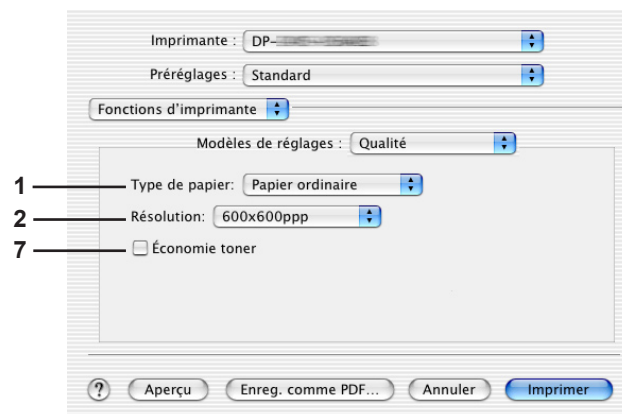 Imprimante : DP-
Préréglages : Standard
Fonctions d'imprimante
Modèles de réglages : Qualité
1 Type de papier: Papier ordinaire
2 Résolution: 600x600ppp
7 Économie toner
? Aperçu Enreg. comme PDF... Annuler Imprimer